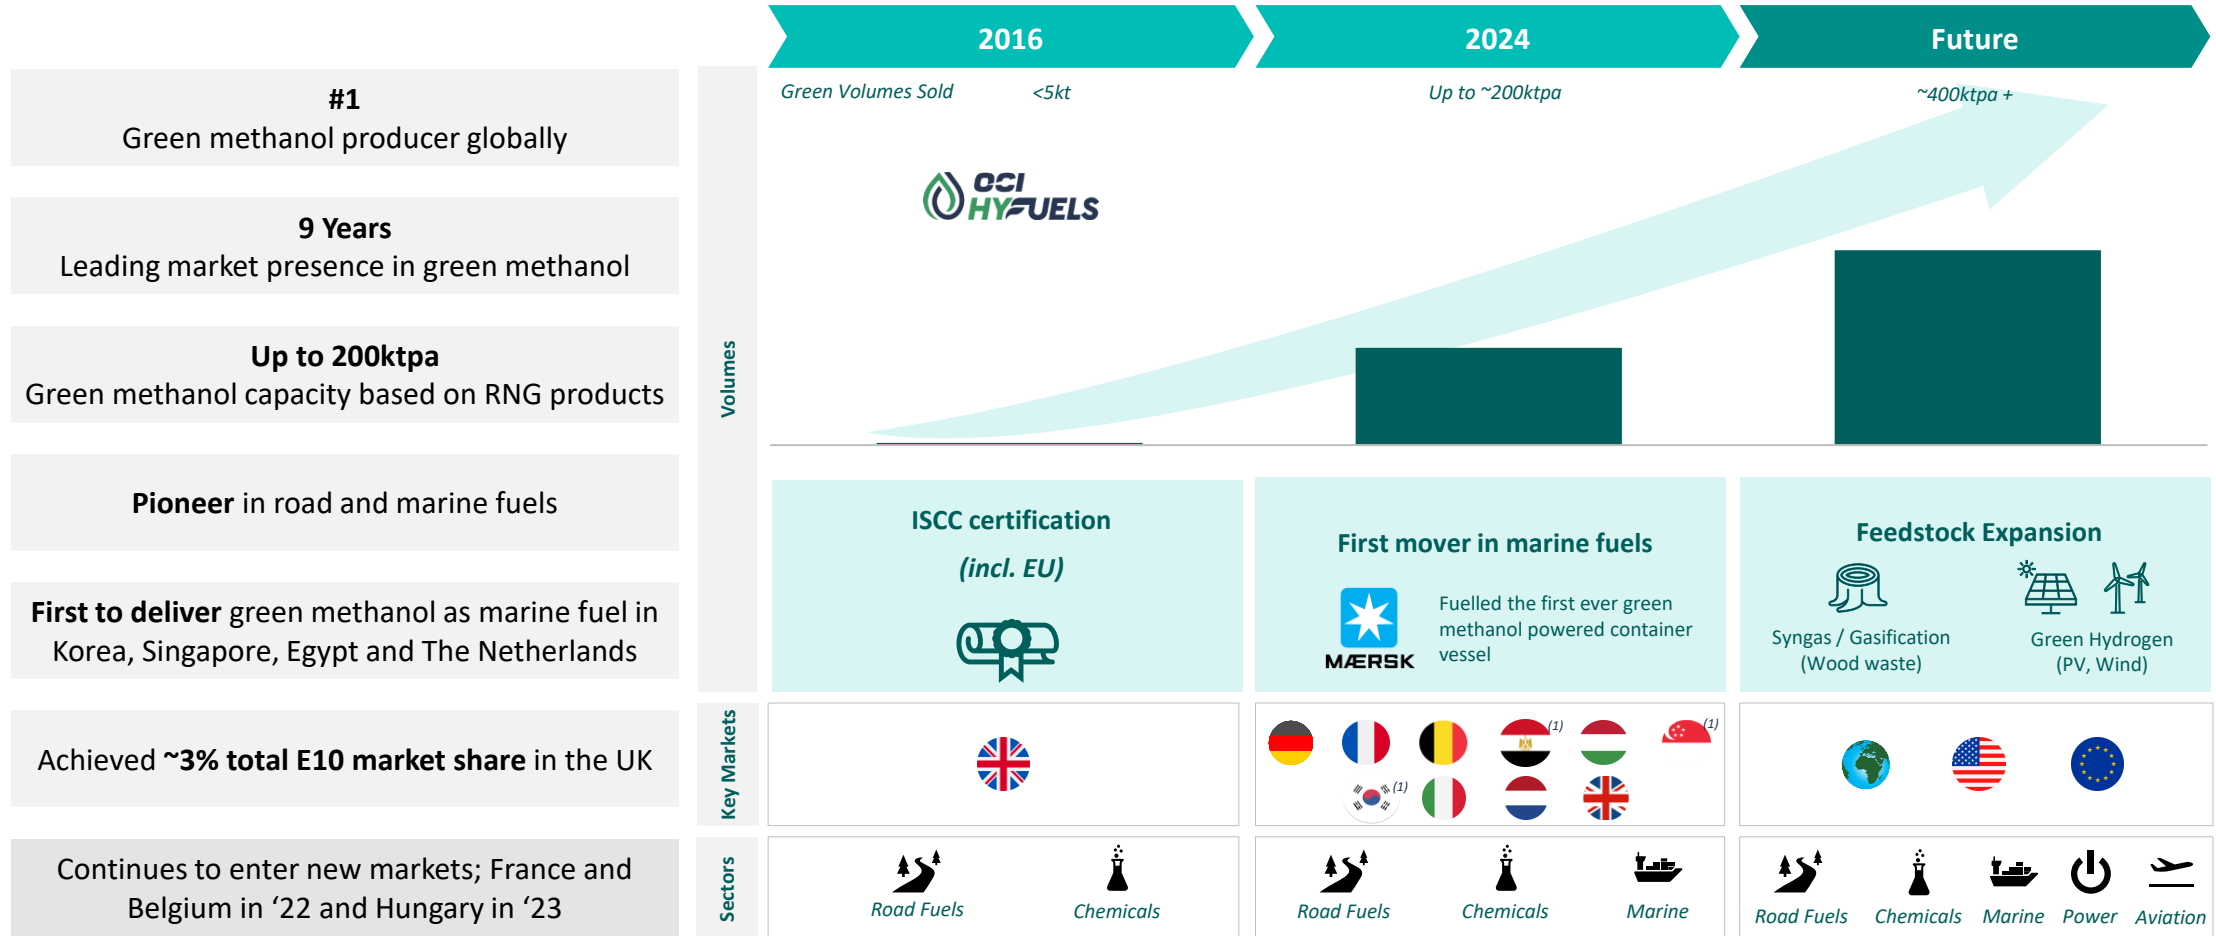 #1
Green methanol producer globally
9 Years
Leading market presence in green methanol
Up to 200ktpa
Green methanol capacity based on RNG products
Pioneer in road and marine fuels
First to deliver green methanol as marine fuel in
Korea, Singapore, Egypt and The Netherlands
Achieved ~3% total E10 market share in the UK
Continues to enter new markets; France and
Belgium in ‘22 and Hungary in ‘23
2016
2024
Future
Volumes
Green Volumes Sold
<5kt
Up to ~200ktpa
~400ktpa +
OCI
HYFUELS
ISCC certification
(incl. EU)
First mover in marine fuels
MÆRSK
Fuelled the first ever green
methanol powered container
vessel
Feedstock Expansion
Syngas / Gasification
(Wood waste)
Green Hydrogen
(PV, Wind)
Key Markets
(1)
(1)
(1)
Sectors
Road Fuels
Chemicals
Road Fuels
Chemicals
Marine
Road Fuels
Chemicals
Marine
Power
Aviation